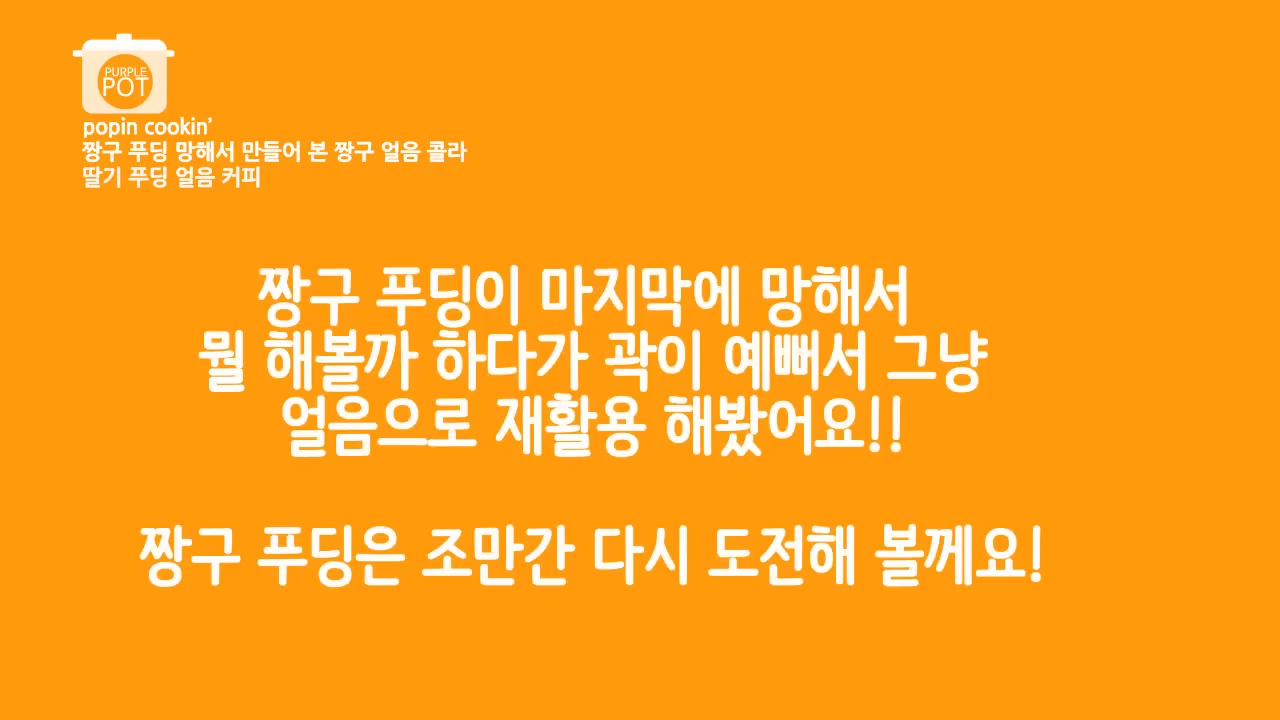 PURPLE
POT
popin cookin'
짱구 푸딩 망해서 만들어 본 짱구 얼음 콜라
딸기 푸딩 얼음 커피
짱구 푸딩이 마지막에 망해서
뭘 해볼까 하다가 곽이 예뻐서 그냥
얼음으로 재활용 해봤어요!!
짱구 푸딩은 조만간 다시 도전해 볼께요!